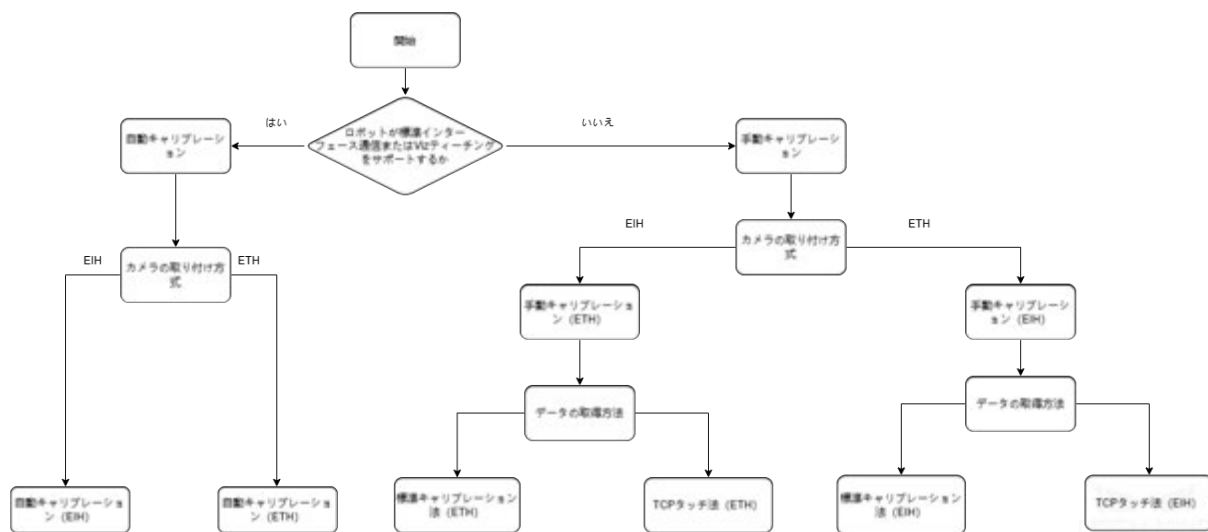 開始
はい
いいえ
ロボットが標準インター
フェース通信またはVizティーチング
をサポートするか
自動キャリブレーシ
ョン
手動キャリブレーシ
ョン
カメラの取り付け方
式
EIH
ETH
カメラの取り付け方
式
EIH
ETH
手動キャリブレーショ
ン (ETH)
手動キャリブレーシ
ョン (EIH)
データの取得方法
データの取得方法
自動キャリブレーショ
ン (EIH)
自動キャリブレーショ
ン (ETH)
標準キャリブレーション
法 (ETH)
TCPタッチ法 (ETH)
標準キャリブレーション
法 (EIH)
TCPタッチ法 (EIH)